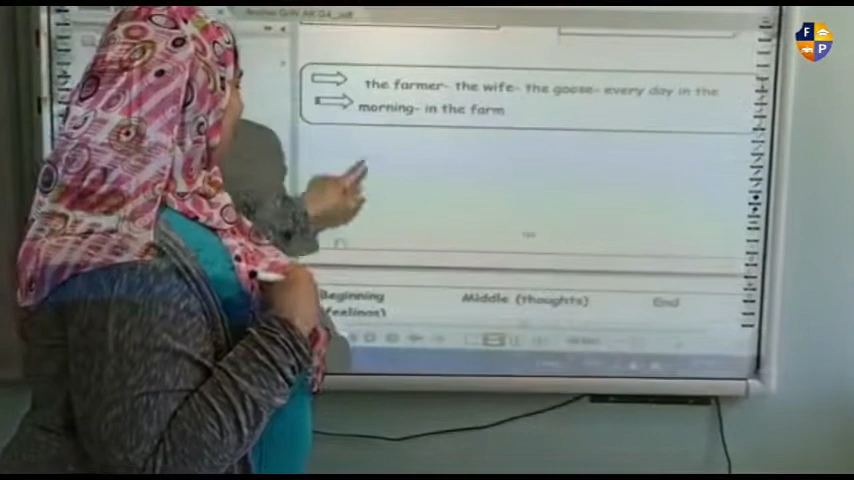 F
P
the farmer- the wife- the goose- every day in the
morning- in the farm
Beginning Middle (thoughts) End
(feelings)